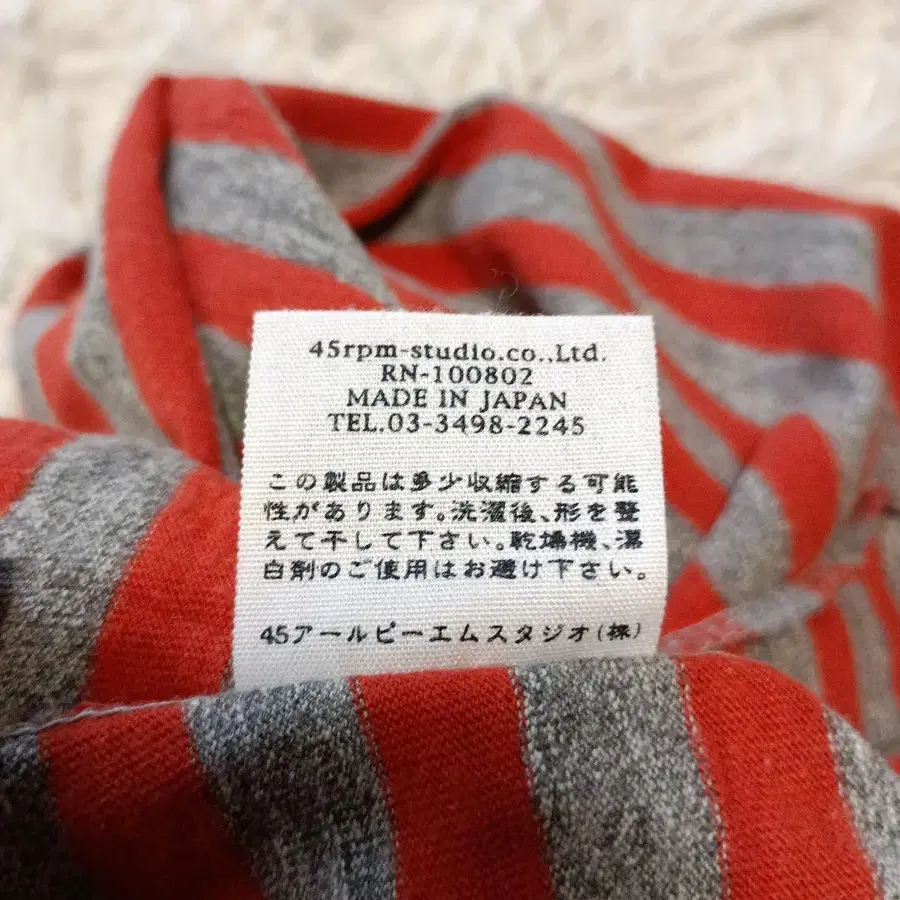 45rpm-studio.co.,Ltd.
RN-100802
MADE IN JAPAN
TEL.03-3498-2245
この製品は多少収縮する可能
性があります。洗濯後、形を整
えて干して下さい。乾燥機、漂
白剤のご使用はお避け下さい。
45アールピーエムスタジオ(株)